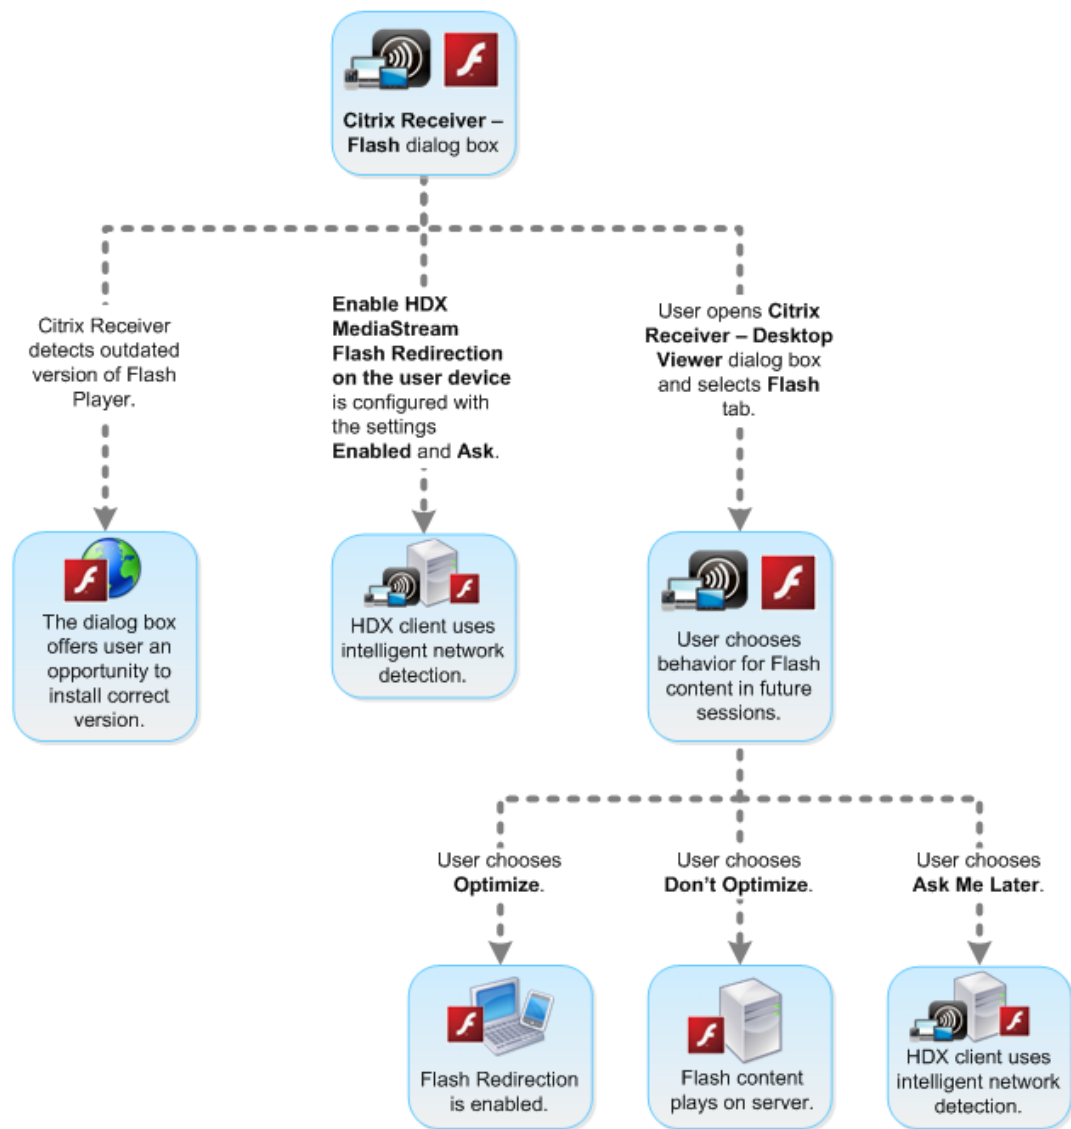 Citrix Receiver –
Flash dialog box
Citrix Receiver
detects outdated
version of Flash
Player.
Enable HDX
MediaStream
Flash Redirection
on the user device
is configured with
the settings
Enabled and Ask.
User opens Citrix
Receiver – Desktop
Viewer dialog box
and selects Flash
tab.
The dialog box
offers user an
opportunity to
install correct
version.
HDX client uses
intelligent network
detection.
User chooses
behavior for Flash
content in future
sessions.
User chooses
Optimize.
User chooses
Don't Optimize.
User chooses
Ask Me Later.
Flash Redirection
is enabled.
Flash content
plays on server.
HDX client uses
intelligent network
detection.